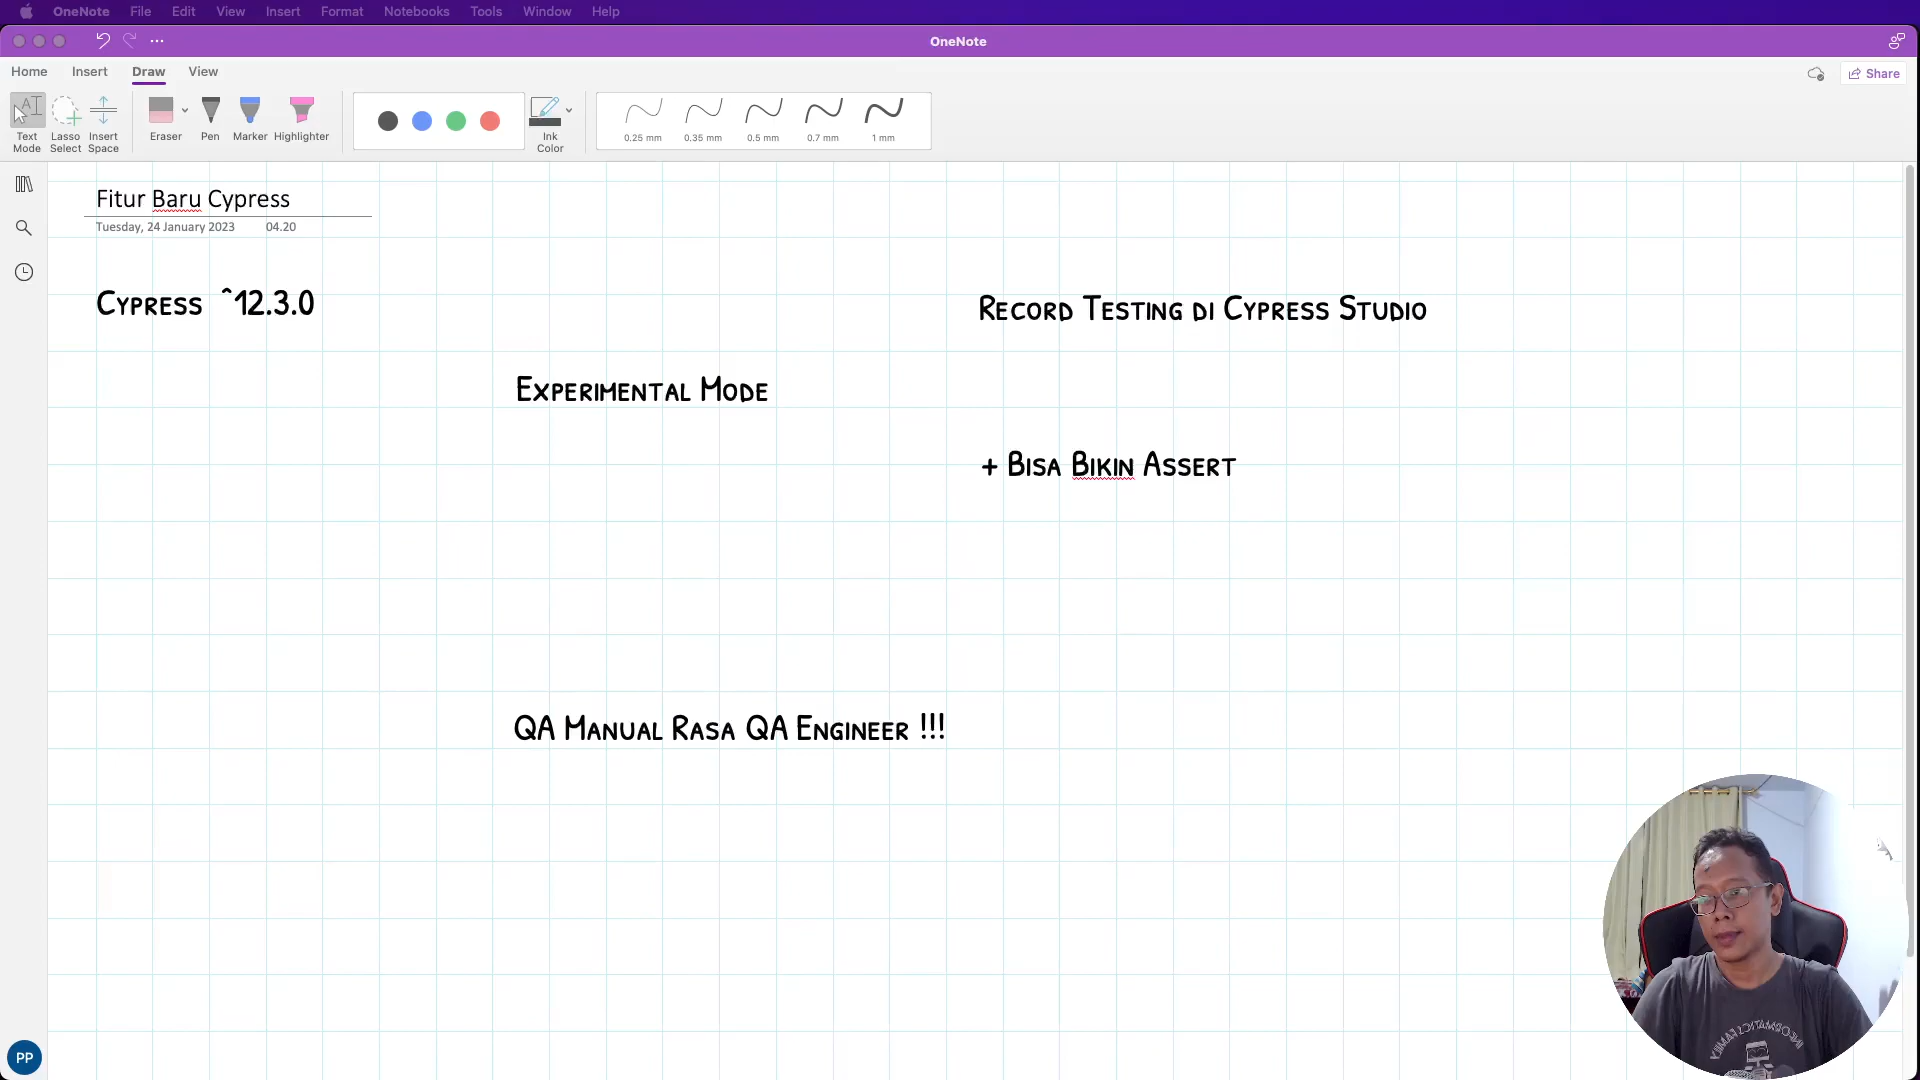 OneNote File Edit View Insert Format Notebooks Tools Window Help
OneNote
Home Insert Draw View
Share
Text Mode
Lasso Select
Insert Space
Eraser
Pen
Marker
Highlighter
Ink Color
0.25 mm
0.35 mm
0.5 mm
0.7 mm
1 mm
Fitur Baru Cypress
Tuesday, 24 January 2023 04.20
Cypress ^12.3.0
Record Testing di Cypress Studio
Experimental Mode
+ Bisa Bikin Assert
QA Manual Rasa QA Engineer !!!
INFORMATICS FAMILY
PP